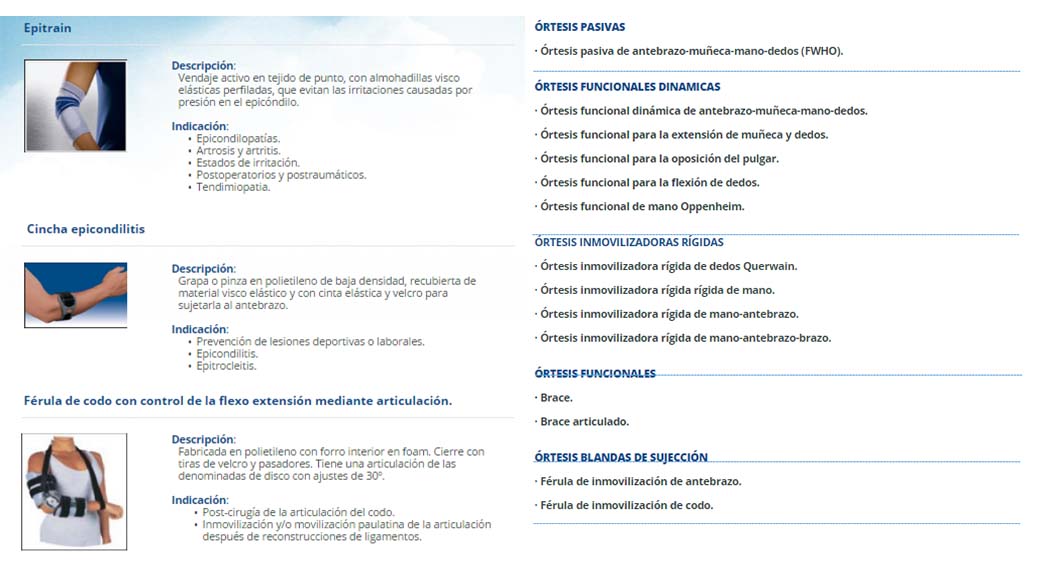 Epitrain
Descripción:
Vendaje activo en tejido de punto, con almohadillas visco
elásticas perfiladas, que evitan las irritaciones causadas por
presión en el epicóndilo.
Indicación:
• Epicondilopatías.
• Artrosis y artritis.
• Estados de irritación.
• Postoperatorios y postraumáticos.
• Tendimiopatia.
Cincha epicondilitis
Descripción:
Grapa o pinza en polietileno de baja densidad, recubierta de
material visco elástico y con cinta elástica y velcro para
sujetarla al antebrazo.
Indicación:
• Prevención de lesiones deportivas o laborales.
• Epicondilitis.
• Epitrocleitis.
Férula de codo con control de la flexo extensión mediante articulación.
Descripción:
Fabricada en polietileno con forro interior en foam. Cierre con
tiras de velcro y pasadores. Tiene una articulación de las
denominadas de disco con ajustes de 30º.
Indicación:
• Post-cirugía de la articulación del codo.
• Inmovilización y/o movilización paulatina de la articulación
después de reconstrucciones de ligamentos.
ÓRTESIS PASIVAS
· Órtesis pasiva de antebrazo-muñeca-mano-dedos (FWHO).
ÓRTESIS FUNCIONALES DINAMICAS
· Órtesis funcional dinámica de antebrazo-muñeca-mano-dedos.
· Órtesis funcional para la extensión de muñeca y dedos.
· Órtesis funcional para la oposición del pulgar.
· Órtesis funcional para la flexión de dedos.
· Órtesis funcional de mano Oppenheim.
ÓRTESIS INMOVILIZADORAS RÍGIDAS
· Órtesis inmovilizadora rígida de dedos Querwain.
· Órtesis inmovilizadora rígida rígida de mano.
· Órtesis inmovilizadora rígida de mano-antebrazo.
· Órtesis inmovilizadora rígida de mano-antebrazo-brazo.
ÓRTESIS FUNCIONALES
· Brace.
· Brace articulado.
ÓRTESIS BLANDAS DE SUJECCIÓN
· Férula de inmovilización de antebrazo.
· Férula de inmovilización de codo.